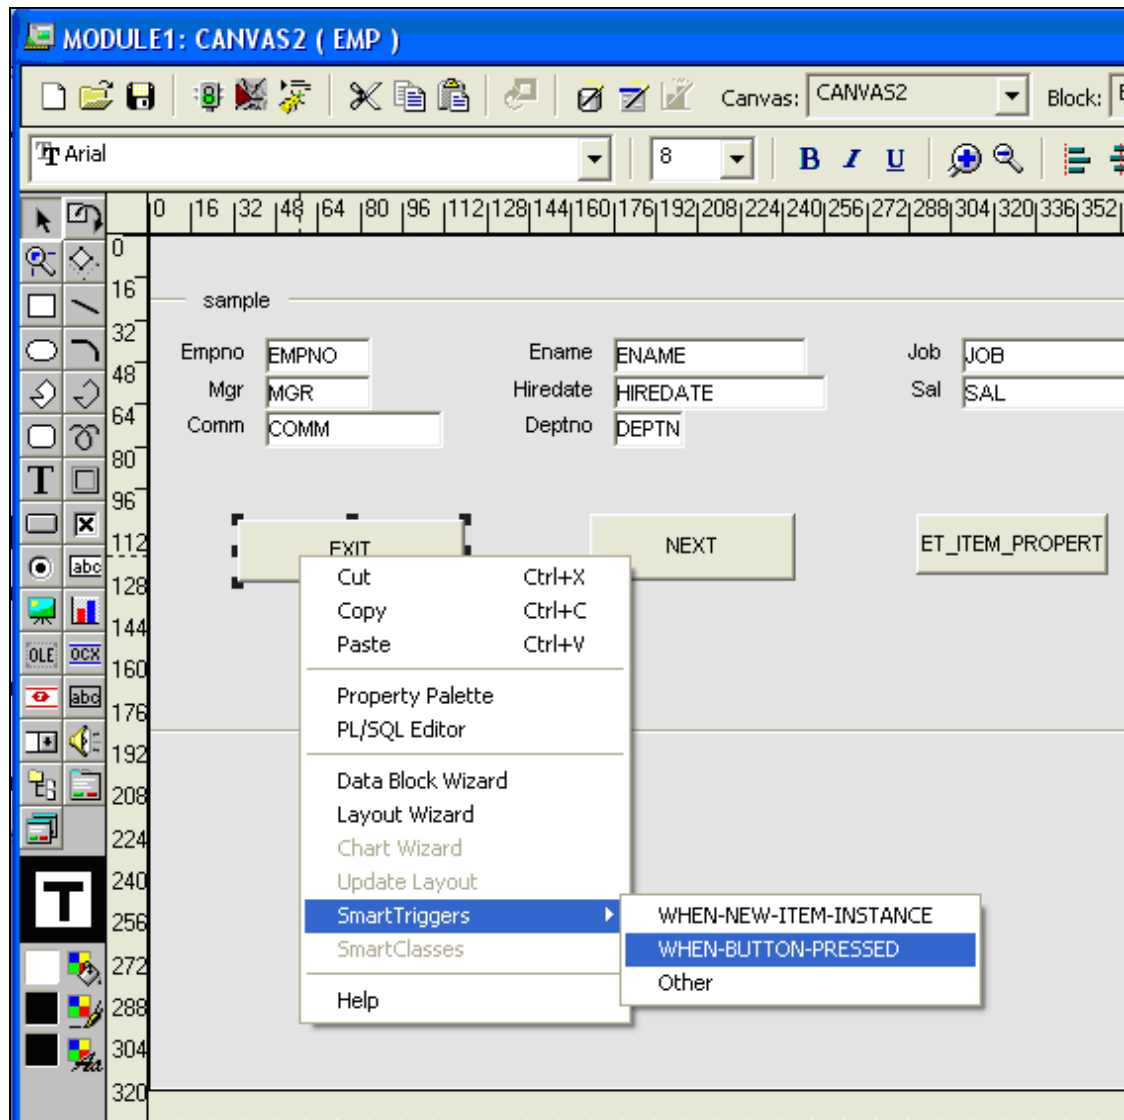 MODULE1: CANVAS2 ( EMP )
Canvas: CANVAS2 Block:
Arial 8 B I U
0 16 32 48 64 80 96 112 128 144 160 176 192 208 224 240 256 272 288 304 320 336 352
0
16
32
48
64
80
96
112
128
144
160
176
192
208
224
240
256
272
288
304
320
sample
Empno EMPNO Ename ENAME Job JOB
Mgr MGR Hiredate HIREDATE Sal SAL
Comm COMM Deptno DEPTN
EXIT NEXT ET_ITEM_PROPERT
Cut Ctrl+X
Copy Ctrl+C
Paste Ctrl+V
Property Palette
PL/SQL Editor
Data Block Wizard
Layout Wizard
Chart Wizard
Update Layout
SmartTriggers
SmartClasses
Help
WHEN-NEW-ITEM-INSTANCE
WHEN-BUTTON-PRESSED
Other
T
abc
OLE OCX
abc
T
Aa